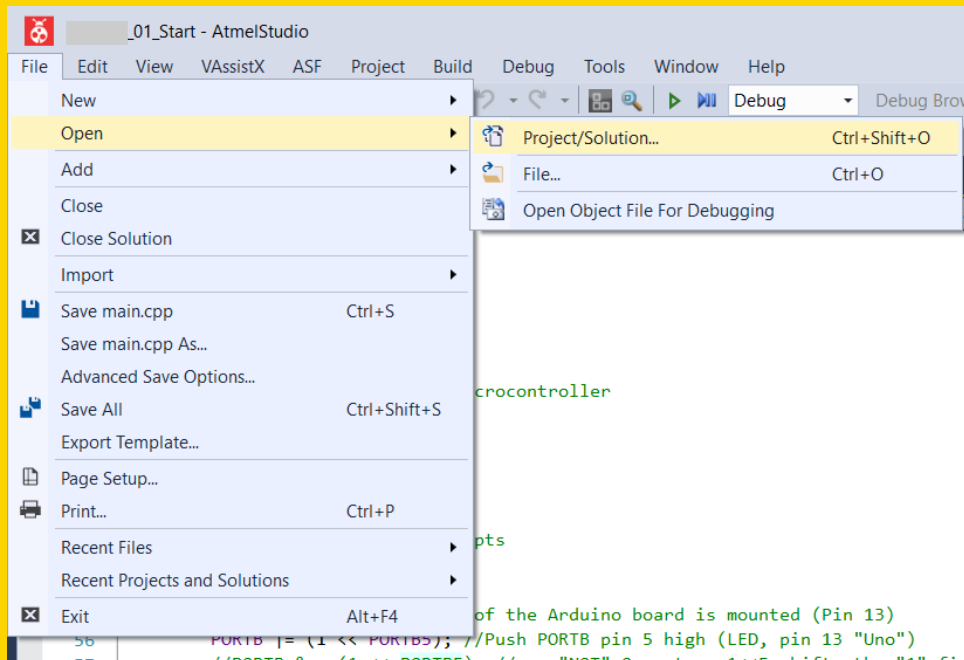 _01_Start - AtmelStudio
File Edit View VAssistX ASF Project Build Debug Tools Window Help
Debug Debug Brow
New
Open
Project/Solution... Ctrl+Shift+O
Add
File... Ctrl+O
Close
Open Object File For Debugging
Close Solution
Import
Save main.cpp Ctrl+S
Save main.cpp As...
Advanced Save Options...
crocontroller
Save All Ctrl+Shift+S
Export Template...
Page Setup...
Print... Ctrl+P
pts
Recent Files
Recent Projects and Solutions
Exit Alt+F4
of the Arduino board is mounted (Pin 13)
56 PORTB |= (1 << PORTB5); //Push PORTB pin 5 high (LED, pin 13 "Uno")